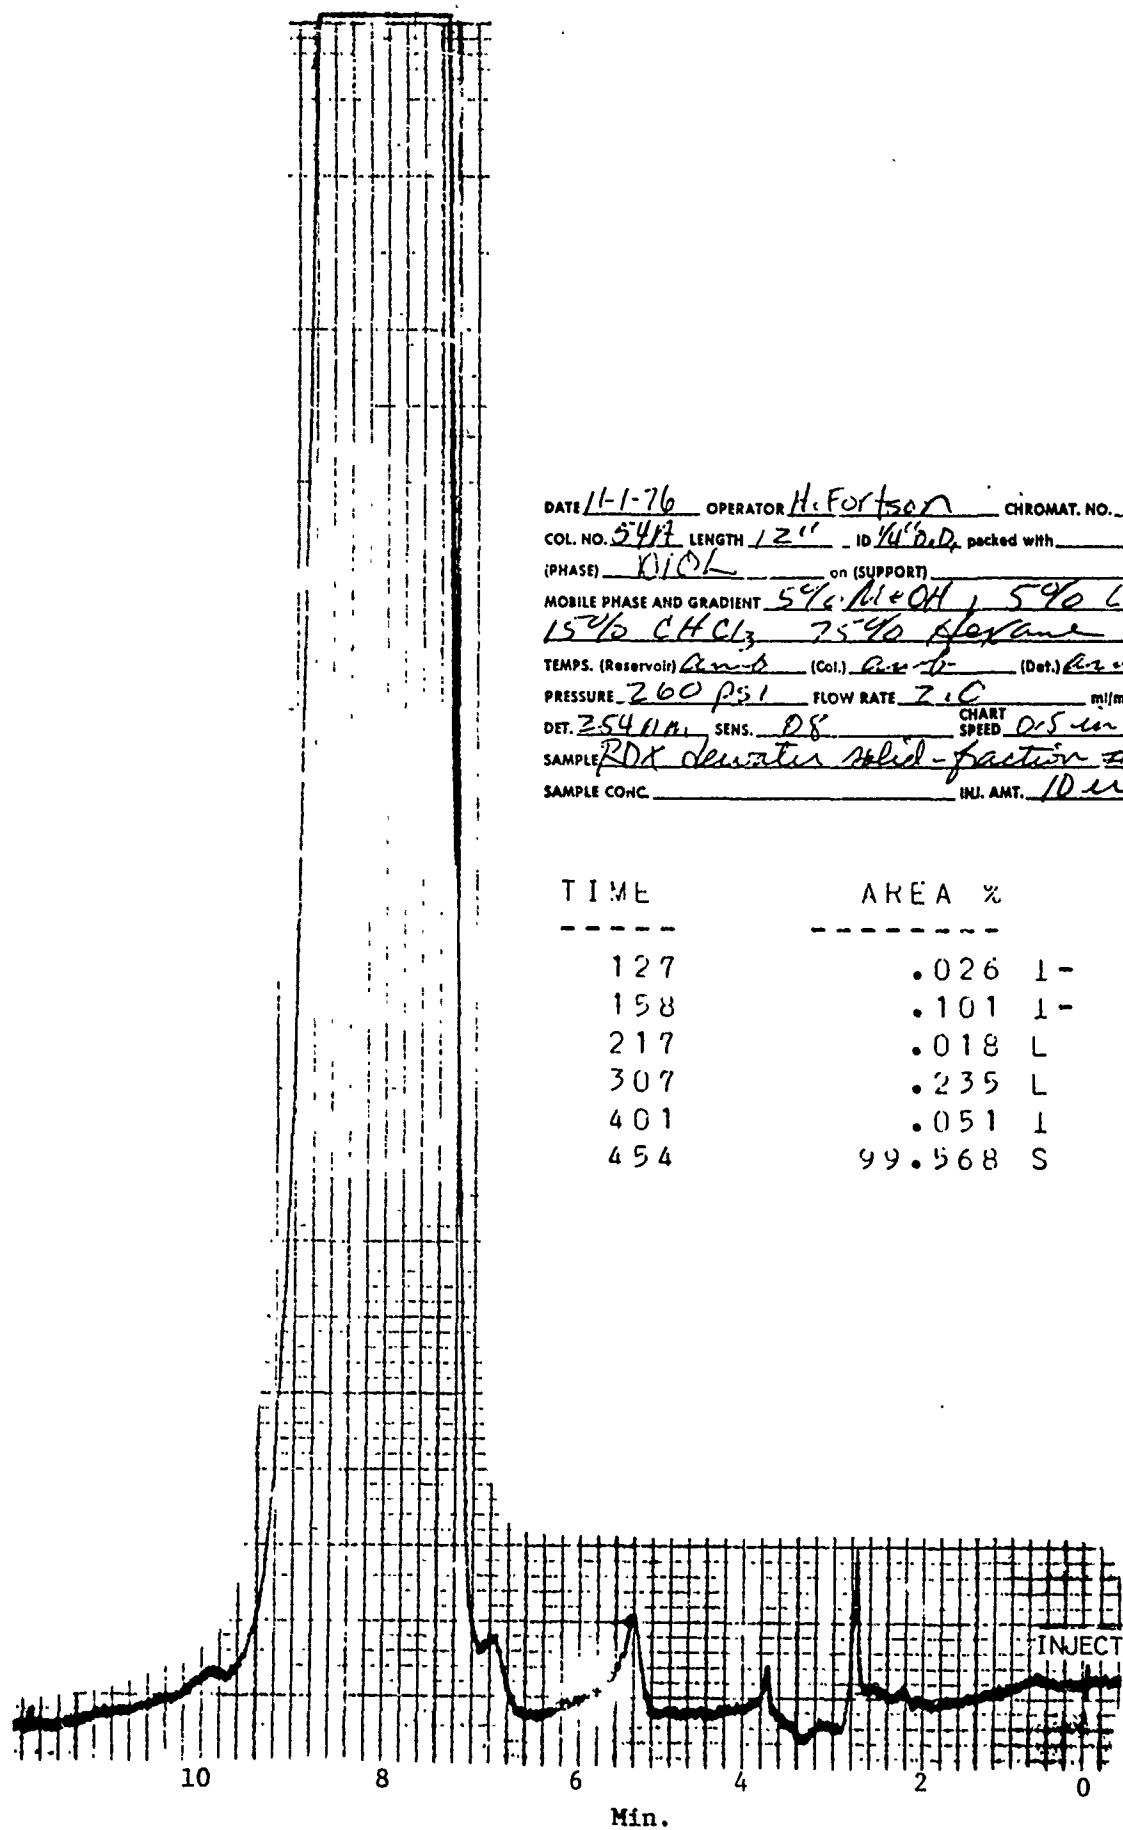 DATE 11-1-76 OPERATOR H. Fortson CHROMAT. NO.
COL. NO. 541A LENGTH 12" ID 1/4" O.D. packed with
(PHASE) DIOL on (SUPPORT)
MOBILE PHASE AND GRADIENT 5% MeOH, 5%
15% CHCl3 75% Hexane
TEMPS. (Reservoir) amb (Col.) amb (Det.)
PRESSURE 260 psi FLOW RATE 2.0
DET. 254 nm. SENS. 08 CHART SPEED 0.5 in
SAMPLE RDX dewater solid-fraction
SAMPLE CONC. INJ. AMT. 10
TIME AREA %
----- --------
127 .026 1-
158 .101 1-
217 .018 L
307 .235 L
401 .051 1
454 99.568 S
INJECT
10 8 6 4 2 0
Min.